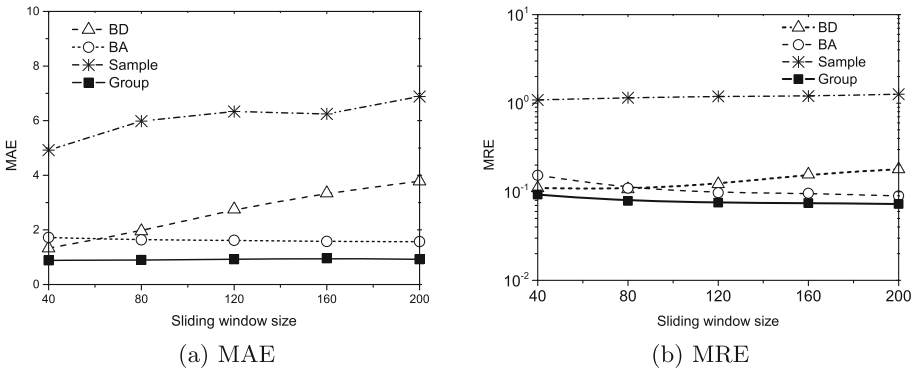 10
8
6
4
2
0
MAE
BD
BA
Sample
Group
40
80
120
160
200
Sliding window size
(a) MAE
10^1
10^0
10^-1
10^-2
MRE
BD
BA
Sample
Group
40
80
120
160
200
Sliding window size
(b) MRE